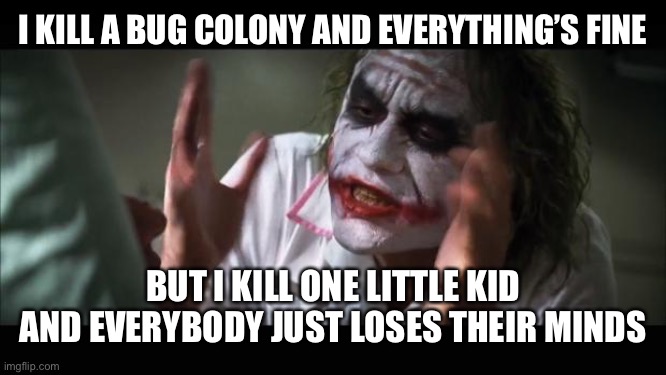 I KILL A BUG COLONY AND EVERYTHING’S FINE
BUT I KILL ONE LITTLE KID
AND EVERYBODY JUST LOSES THEIR MINDS
imgflip.com